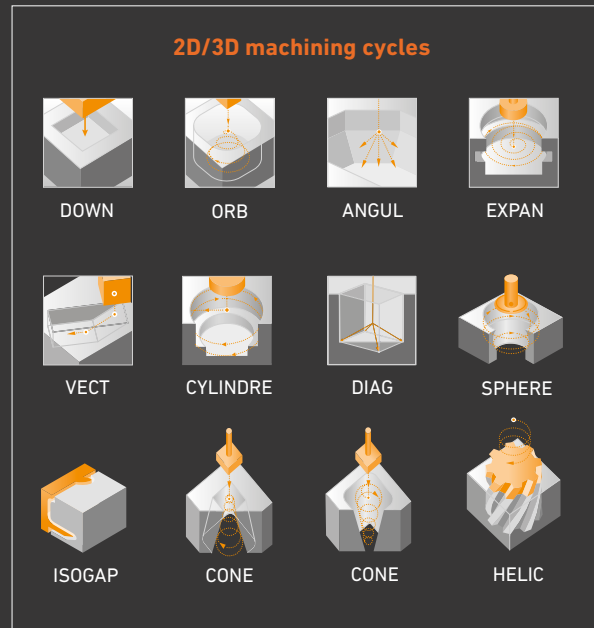 2D/3D machining cycles
DOWN
ORB
ANGUL
EXPAN
VECT
CYLINDRE
DIAG
SPHERE
ISOGAP
CONE
CONE
HELIC